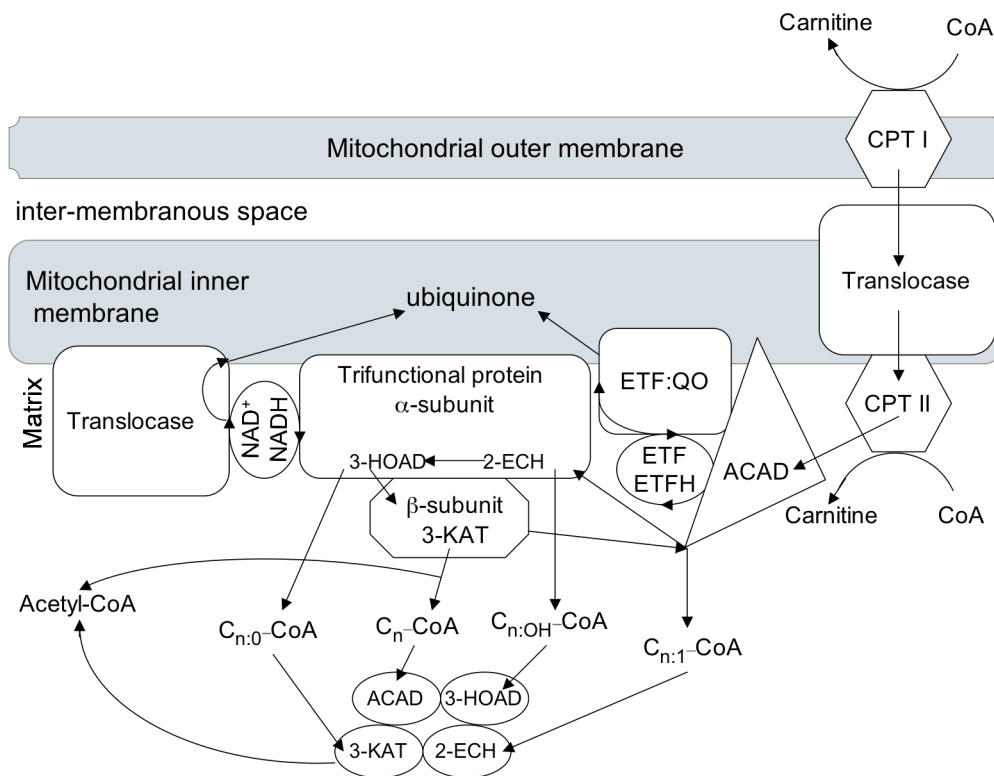 Carnitine
CoA
CPT I
Mitochondrial outer membrane
inter-membranous space
Mitochondrial inner
membrane
ubiquinone
Translocase
Matrix
Translocase
NAD⁺
NADH
Trifunctional protein
α-subunit
3-HOAD
2-ECH
ETF:QO
ETF
ETFH
ACAD
CPT II
Carnitine
CoA
β-subunit
3-KAT
Acetyl-CoA
Cn:0–CoA
Cn–CoA
Cn:OH–CoA
Cn:1–CoA
ACAD
3-HOAD
3-KAT
2-ECH